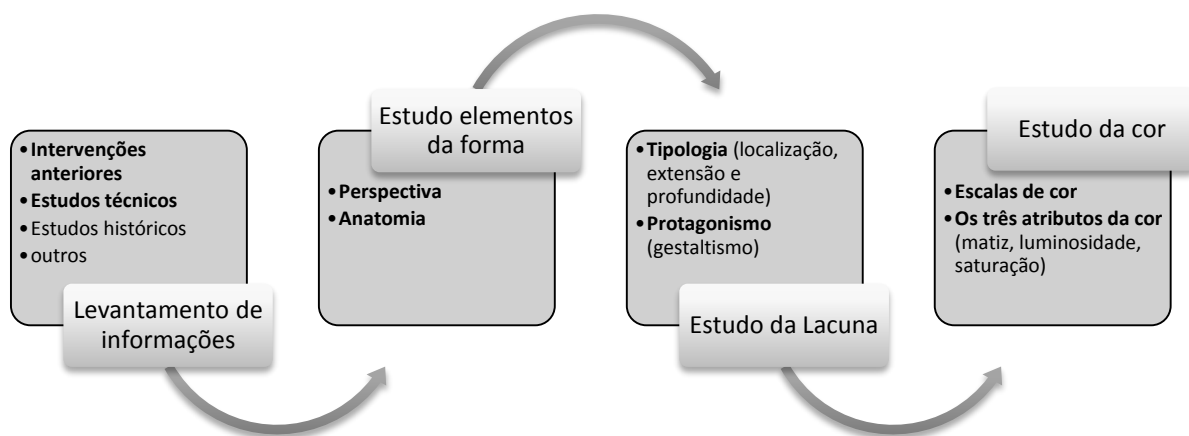 • Intervenções
anteriores
• Estudos técnicos
• Estudos históricos
• outros
Levantamento de
informações
Estudo elementos
da forma
• Perspectiva
• Anatomia
• Tipologia (localização,
extensão e
profundidade)
• Protagonismo
(gestaltismo)
Estudo da Lacuna
Estudo da cor
• Escalas de cor
• Os três atributos da cor
(matiz, luminosidade,
saturação)